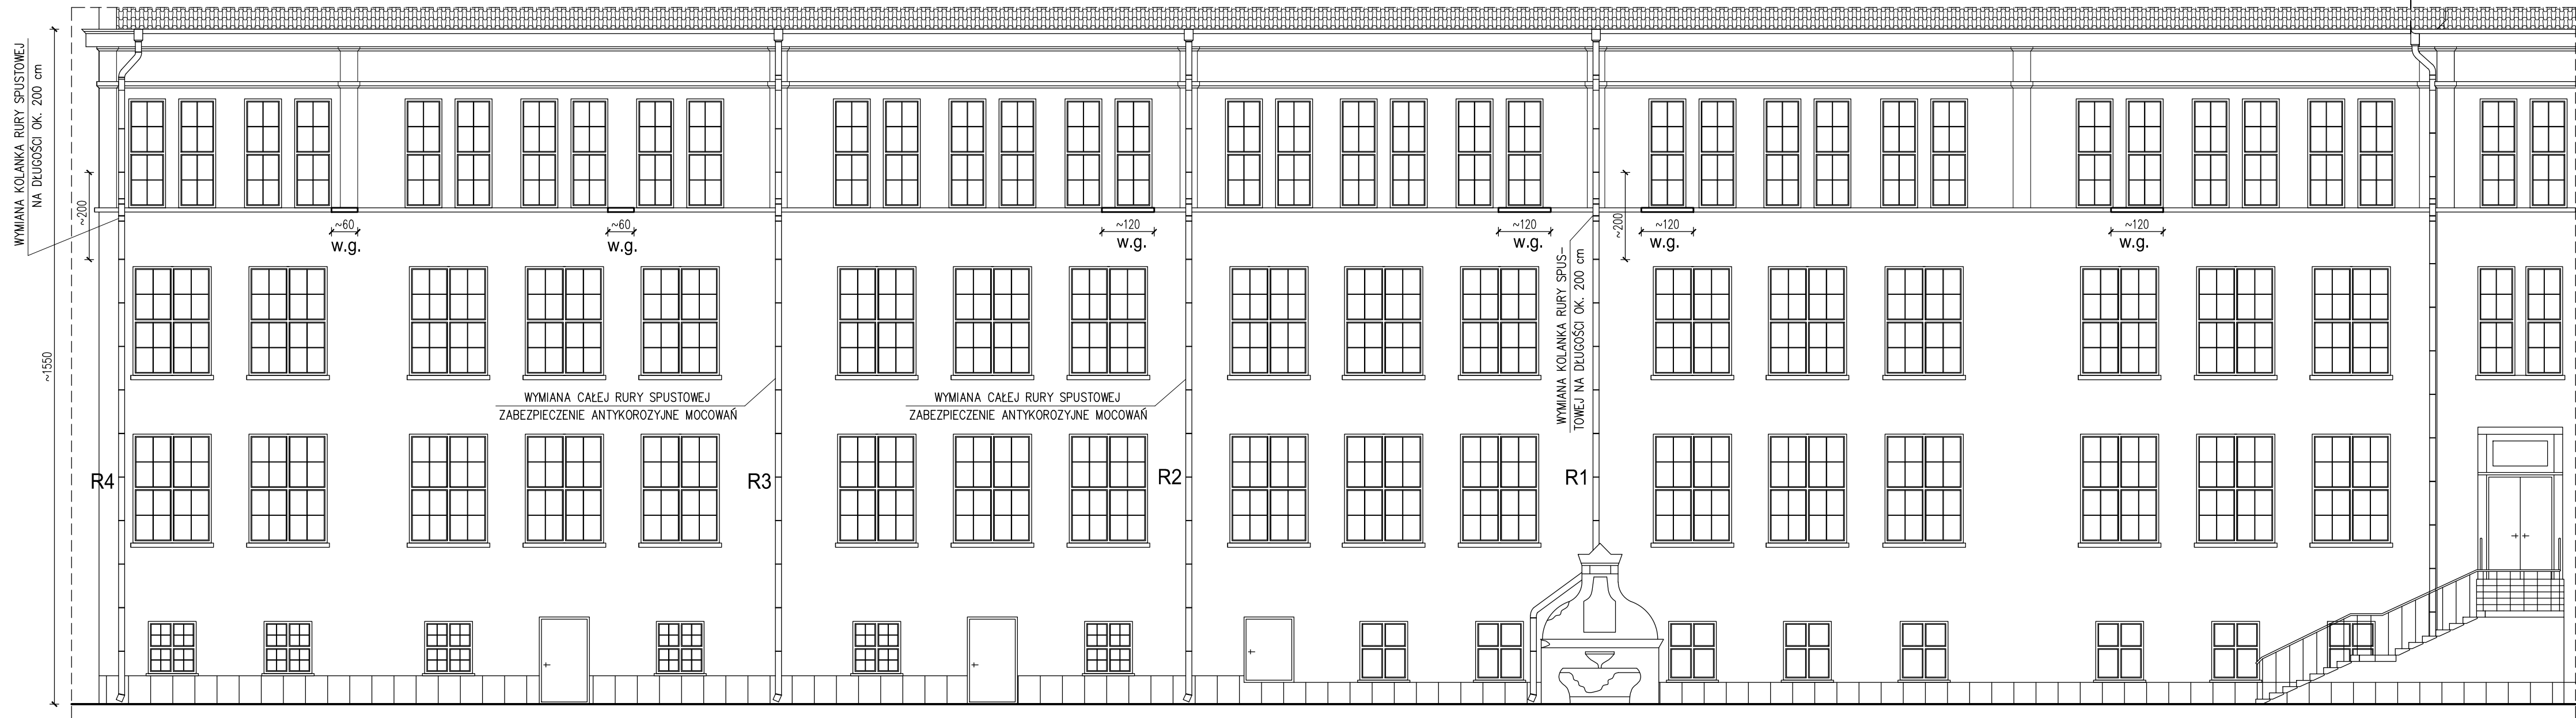 WYMIANA KOLANKA RURY SPUSTOWEJ
NA DŁUGOŚCI OK. 200 cm
~200
~1550
~60
w.g.
~60
w.g.
~120
w.g.
~120
w.g.
~120
w.g.
~120
w.g.
~200
WYMIANA KOLANKA RURY SPUS-
TOWEJ NA DŁUGOŚCI OK. 200 cm
WYMIANA CAŁEJ RURY SPUSTOWEJ
ZABEZPIECZENIE ANTYKOROZYJNE MOCOWAŃ
WYMIANA CAŁEJ RURY SPUSTOWEJ
ZABEZPIECZENIE ANTYKOROZYJNE MOCOWAŃ
R4
R3
R2
R1